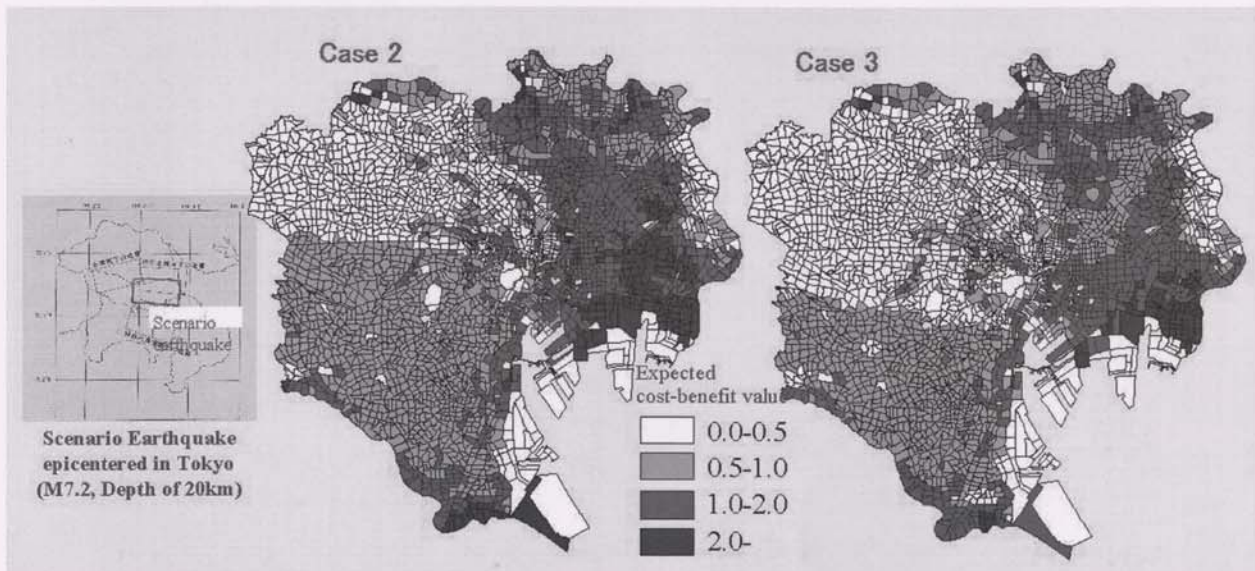 Case 2
Case 3
Scenario
earthquake
Scenario Earthquake
epicentered in Tokyo
(M7.2, Depth of 20km)
Expected
cost-benefit value
0.0-0.5
0.5-1.0
1.0-2.0
2.0-